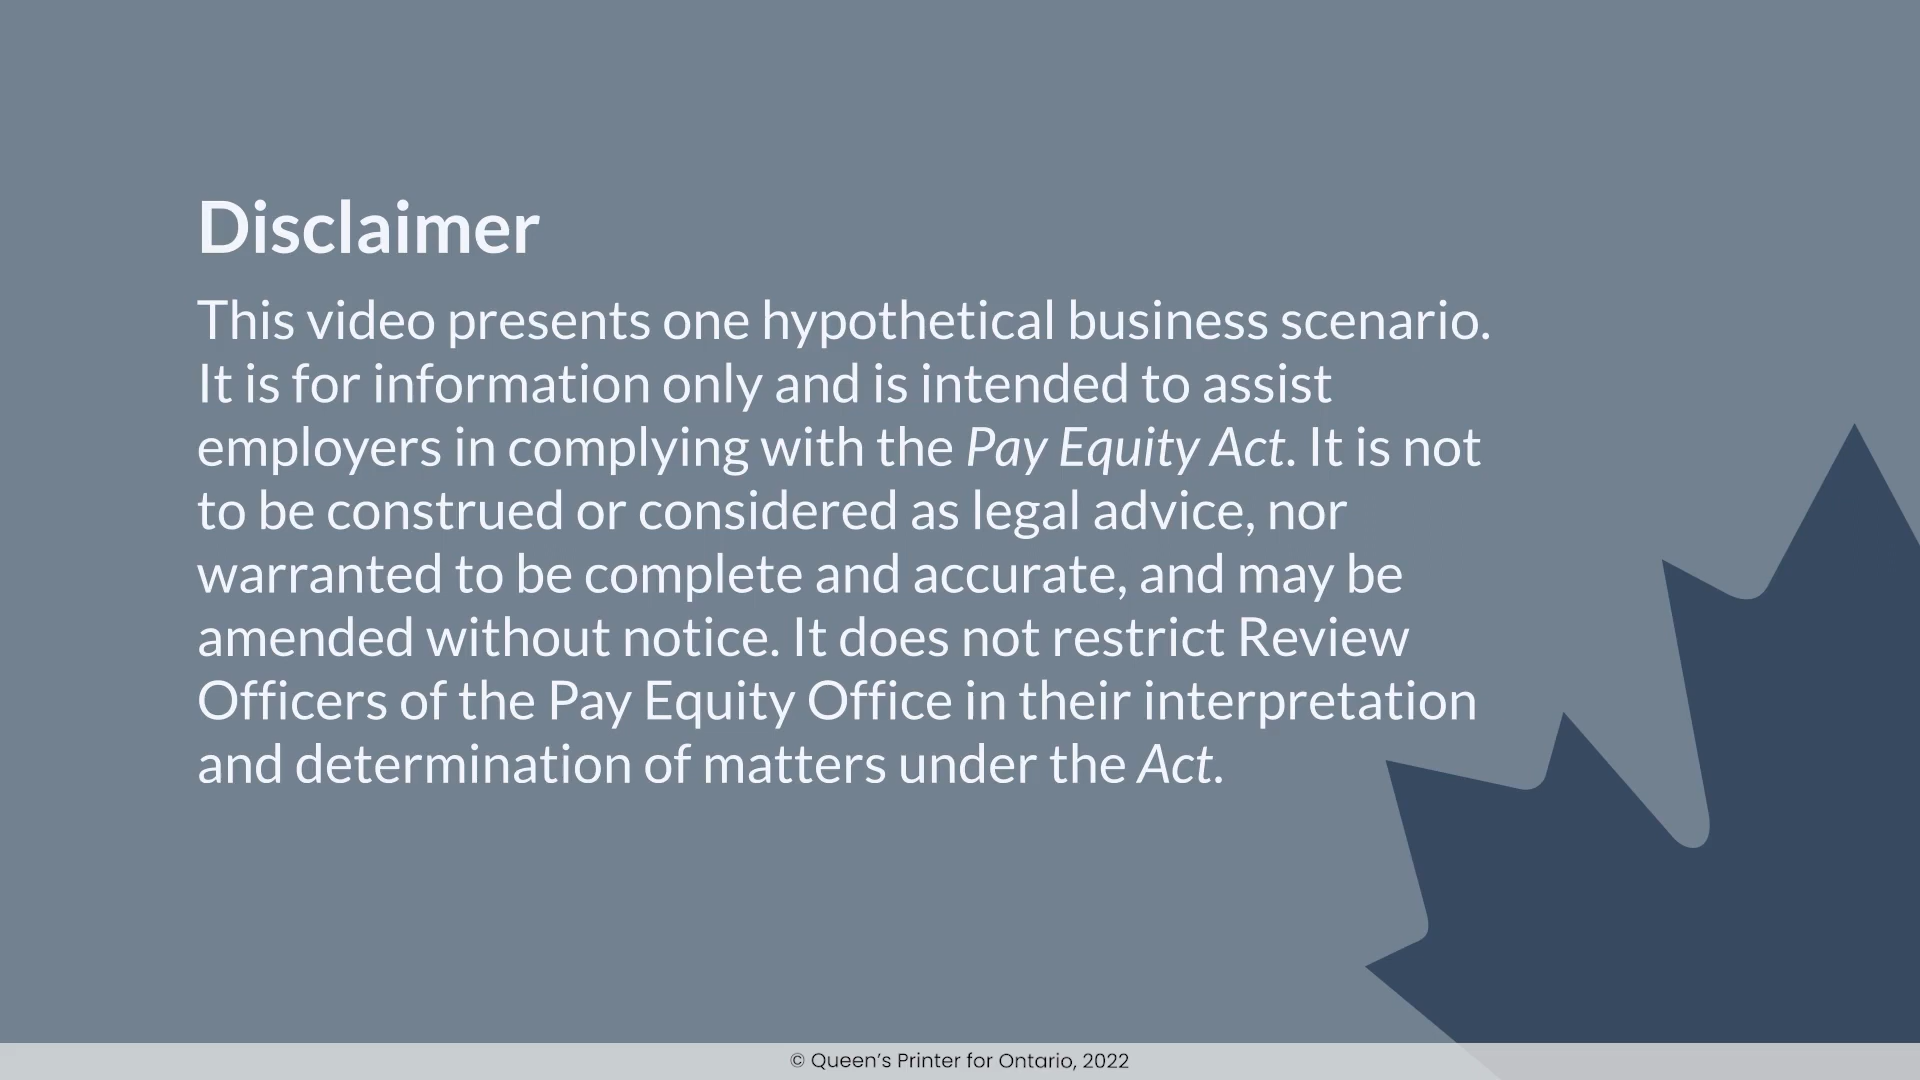 Disclaimer
This video presents one hypothetical business scenario.
It is for information only and is intended to assist
employers in complying with the Pay Equity Act. It is not
to be construed or considered as legal advice, nor
warranted to be complete and accurate, and may be
amended without notice. It does not restrict Review
Officers of the Pay Equity Office in their interpretation
and determination of matters under the Act.
© Queen’s Printer for Ontario, 2022